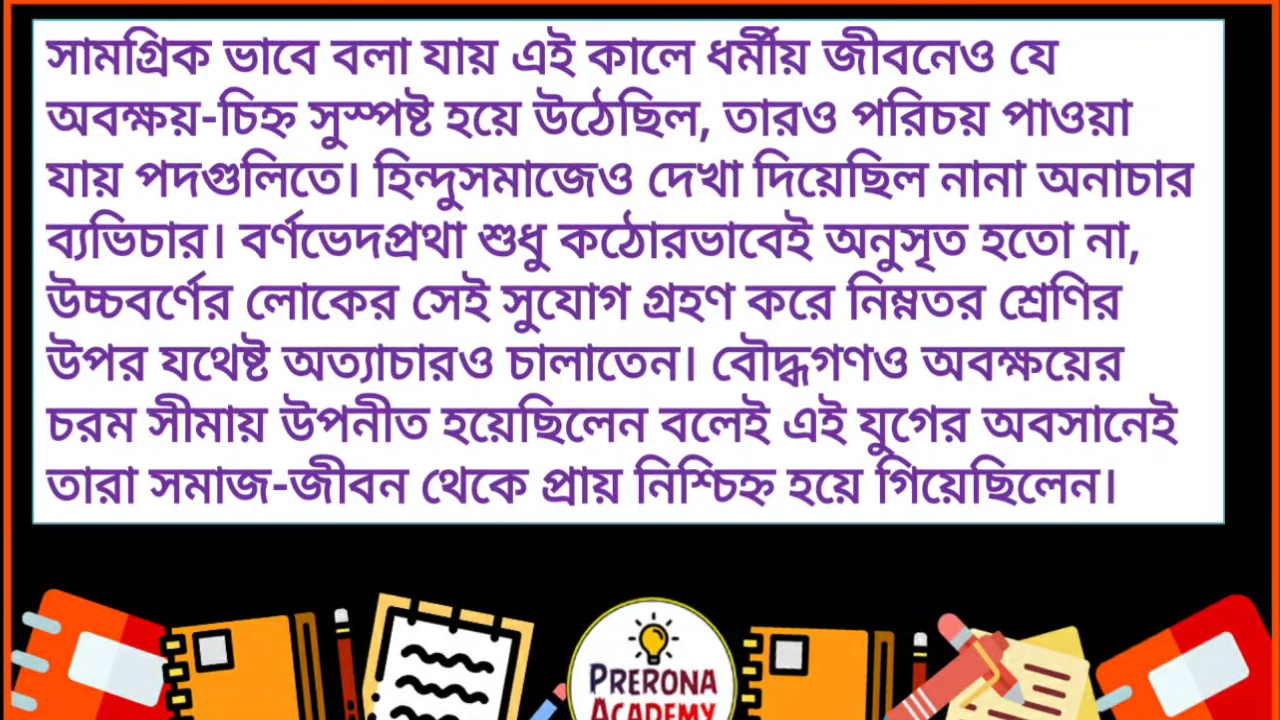 সামগ্রিক ভাবে বলা যায় এই কালে ধর্মীয় জীবনেও যে
অবক্ষয়-চিহ্ন সুস্পষ্ট হয়ে উঠেছিল, তারও পরিচয় পাওয়া
যায় পদগুলিতে। হিন্দুসমাজেও দেখা দিয়েছিল নানা অনাচার
ব্যভিচার। বর্ণভেদপ্রথা শুধু কঠোরভাবেই অনুসৃত হতো না,
উচ্চবর্ণের লোকের সেই সুযোগ গ্রহণ করে নিম্নতর শ্রেণির
উপর যথেষ্ট অত্যাচারও চালাতেন। বৌদ্ধগণও অবক্ষয়ের
চরম সীমায় উপনীত হয়েছিলেন বলেই এই যুগের অবসানেই
তারা সমাজ-জীবন থেকে প্রায় নিশ্চিহ্ন হয়ে গিয়েছিলেন।
PRERONA
ACADEMY